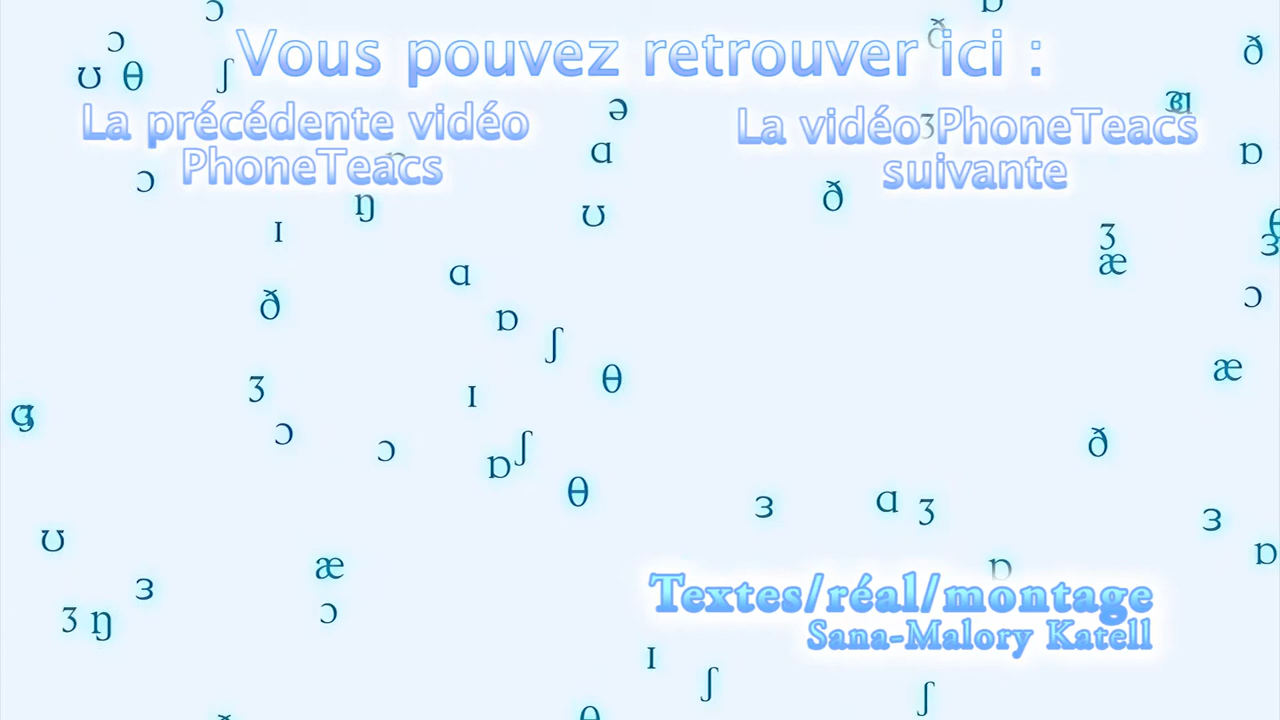 Vous pouvez retrouver ici :
La précédente vidéo
PhoneTeacs
La vidéo PhoneTeacs
suivante
Textes/réal/montage
Sana-Malory Katell